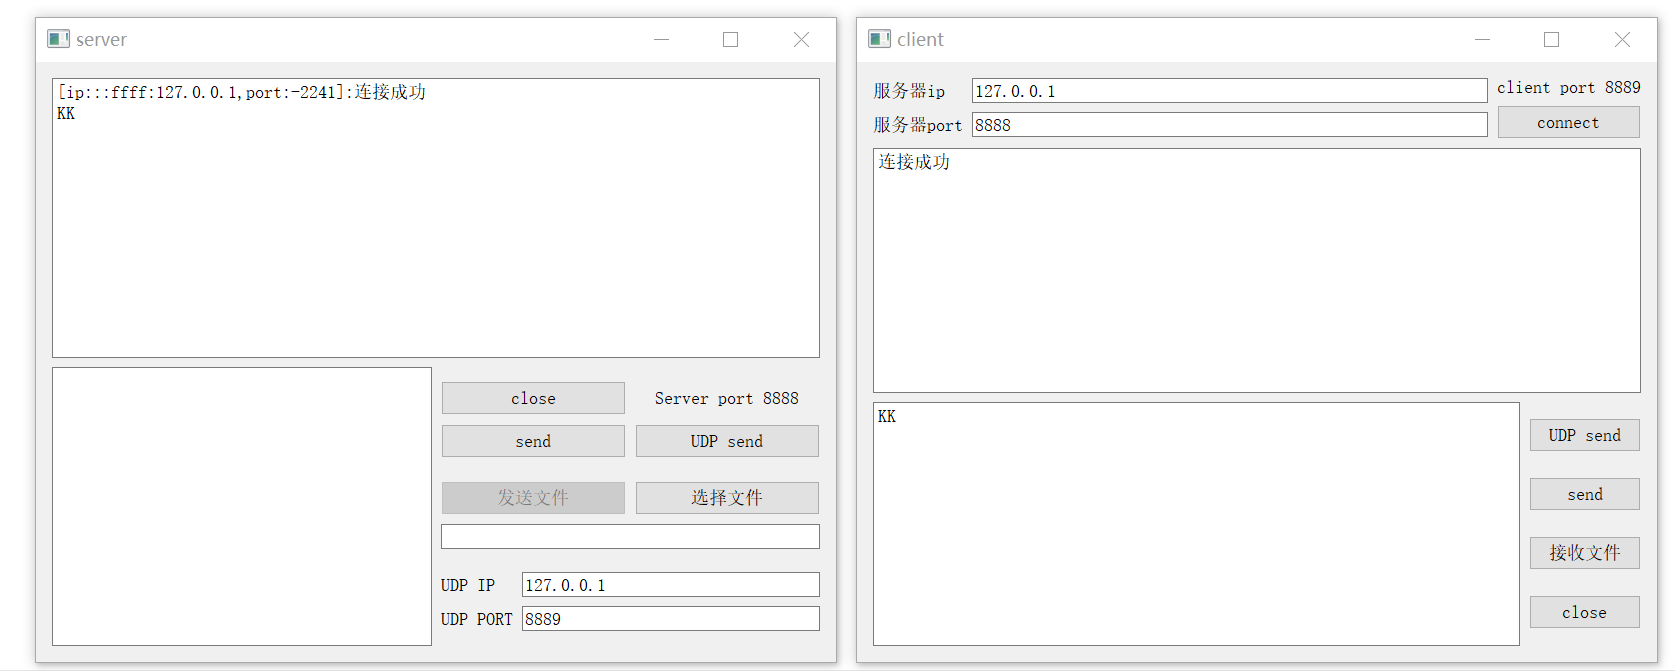 server
[ip:::ffff:127.0.0.1,port:-2241]:连接成功
KK
close
Server port 8888
send
UDP send
发送文件
选择文件
UDP IP
127.0.0.1
UDP PORT
8889
client
服务器ip
127.0.0.1
client port 8889
服务器port
8888
connect
连接成功
KK
UDP send
send
接收文件
close